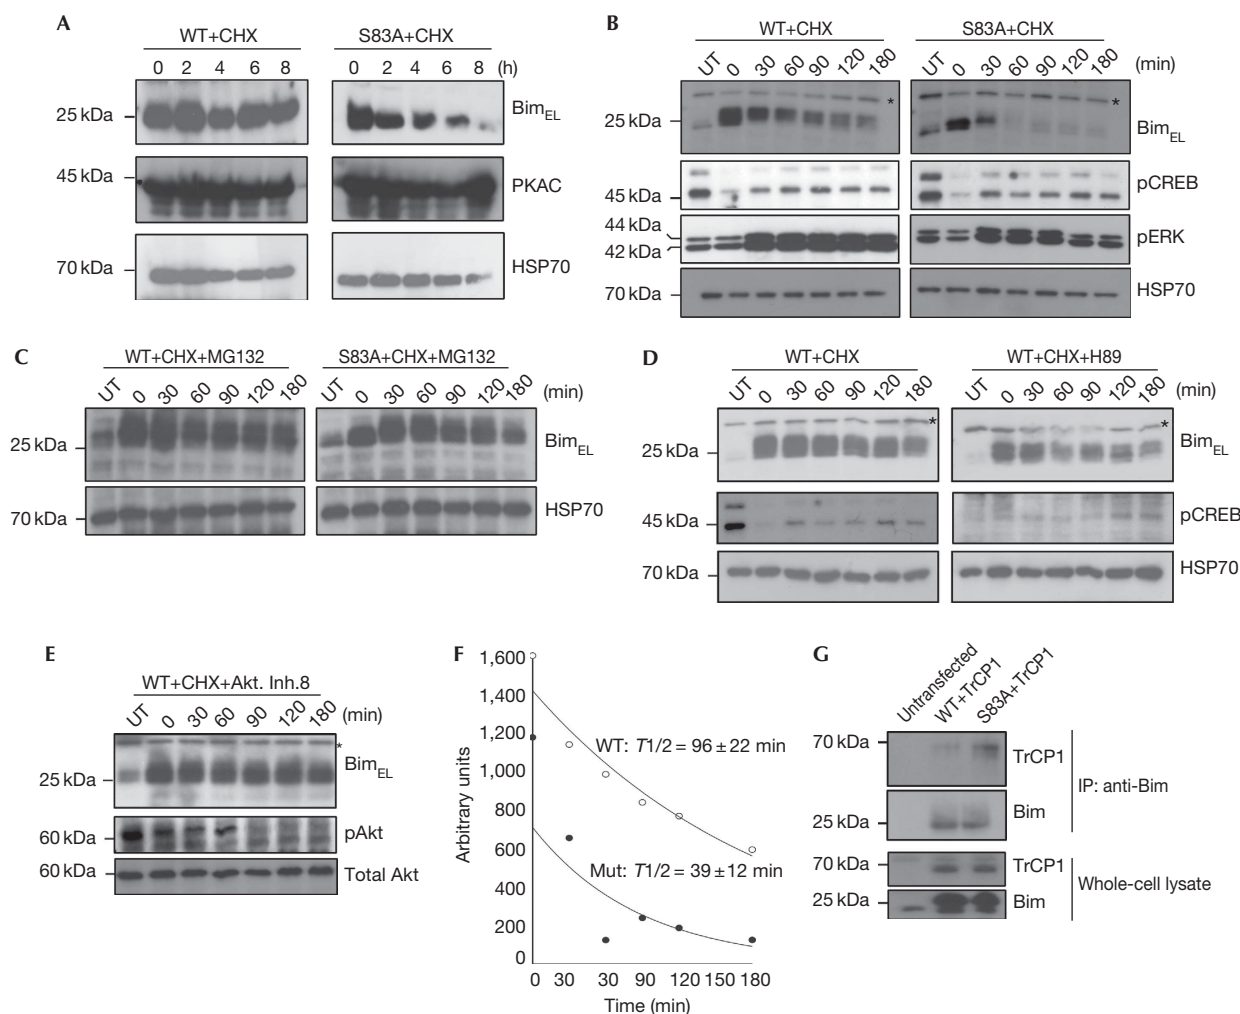 A
WT+CHX S83A+CHX
0 2 4 6 8 0 2 4 6 8 (h)
25 kDa BimEL
45 kDa PKAC
70 kDa HSP70
B
WT+CHX S83A+CHX
UT 0 30 60 90 120 180 UT 0 30 60 90 120 180 (min)
* *
25 kDa BimEL
pCREB
45 kDa
44 kDa
42 kDa pERK
70 kDa HSP70
C
WT+CHX+MG132 S83A+CHX+MG132
UT 0 30 60 90 120 180 UT 0 30 60 90 120 180 (min)
25 kDa BimEL
70 kDa HSP70
D
WT+CHX WT+CHX+H89
UT 0 30 60 90 120 180 UT 0 30 60 90 120 180 (min)
* *
25 kDa BimEL
45 kDa pCREB
70 kDa HSP70
E
WT+CHX+Akt. Inh.8
UT 0 30 60 90 120 180 (min)
*
25 kDa BimEL
60 kDa pAkt
60 kDa Total Akt
F
1,600
1,400
1,200
1,000
800
600
400
200
0
Arbitrary units
WT: T1/2 = 96 ± 22 min
Mut: T1/2 = 39 ± 12 min
0 30 30 90 120 150 180
Time (min)
G
Untransfected WT+TrCP1 S83A+TrCP1
70 kDa TrCP1
IP: anti-Bim
25 kDa Bim
70 kDa TrCP1
Whole-cell lysate
25 kDa Bim